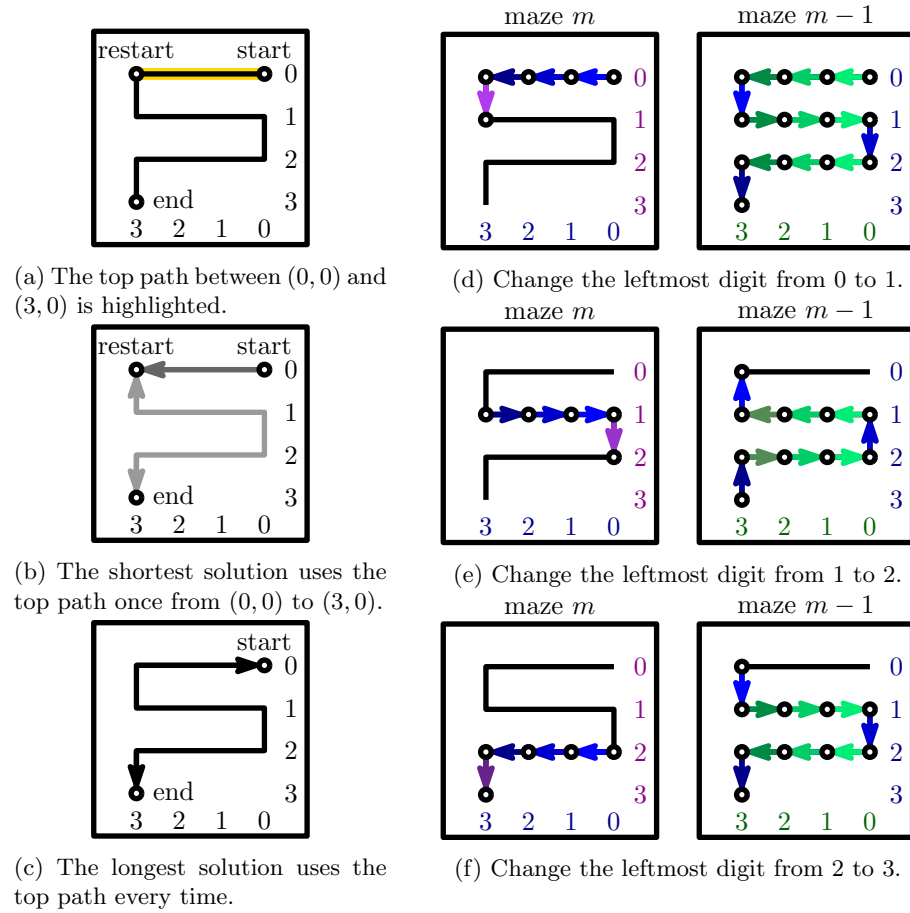 restart start
0
1
2
end 3
3 2 1 0
(a) The top path between (0, 0) and
(3, 0) is highlighted.
restart start
0
1
2
end 3
3 2 1 0
(b) The shortest solution uses the
top path once from (0, 0) to (3, 0).
start
0
1
2
end 3
3 2 1 0
(c) The longest solution uses the
top path every time.
maze m maze m − 1
0 0
1 1
2 2
3 3
3 2 1 0 3 2 1 0
(d) Change the leftmost digit from 0 to 1.
maze m maze m − 1
0 0
1 1
2 2
3 3
3 2 1 0 3 2 1 0
(e) Change the leftmost digit from 1 to 2.
maze m maze m − 1
0 0
1 1
2 2
3 3
3 2 1 0 3 2 1 0
(f) Change the leftmost digit from 2 to 3.